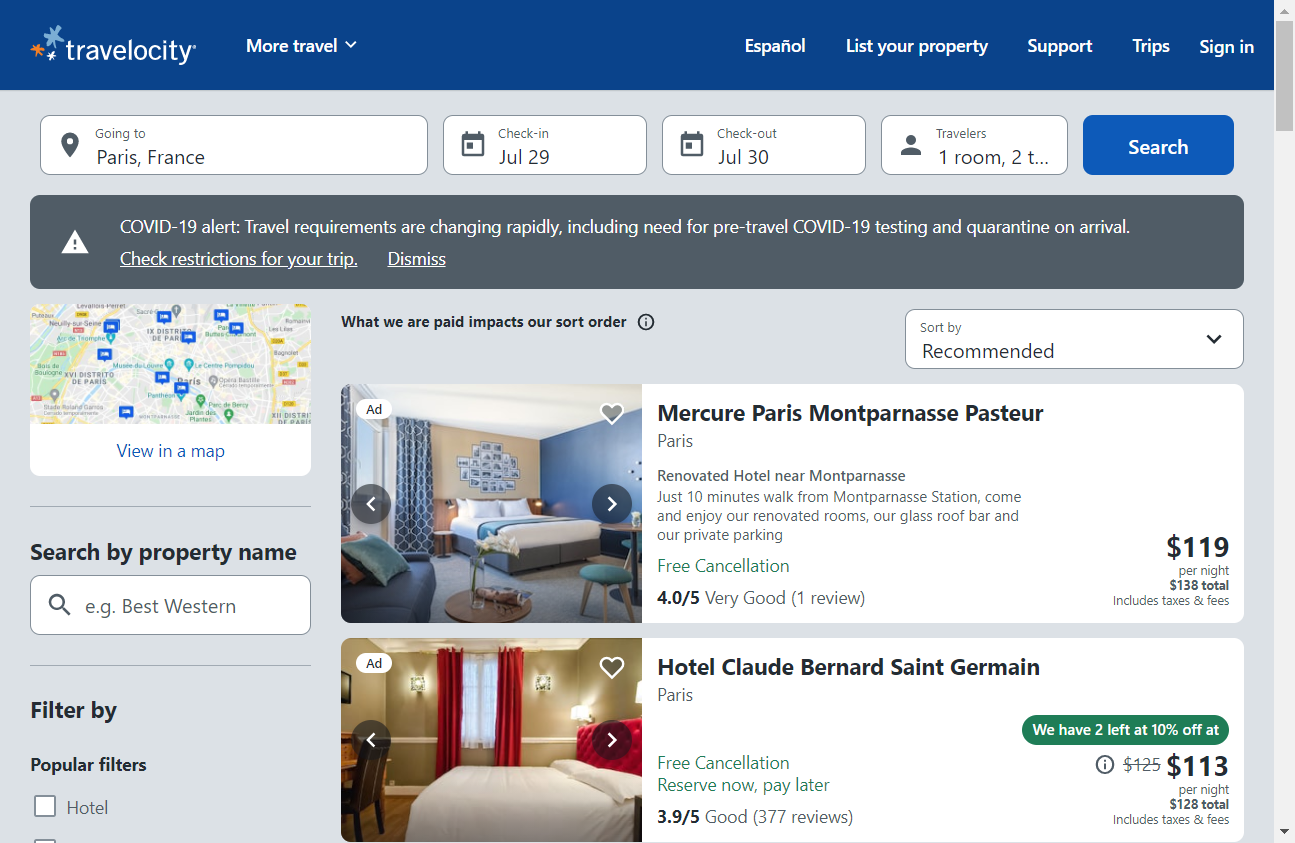 travelocity
More travel
Español
List your property
Support
Trips
Sign in
Going to
Paris, France
Check-in
Jul 29
Check-out
Jul 30
Travelers
1 room, 2 t...
Search
COVID-19 alert: Travel requirements are changing rapidly, including need for pre-travel COVID-19 testing and quarantine on arrival.
Check restrictions for your trip.
Dismiss
View in a map
Search by property name
e.g. Best Western
Filter by
Popular filters
Hotel
What we are paid impacts our sort order
Sort by
Recommended
Ad
Mercure Paris Montparnasse Pasteur
Paris
Renovated Hotel near Montparnasse
Just 10 minutes walk from Montparnasse Station, come
and enjoy our renovated rooms, our glass roof bar and
our private parking
Free Cancellation
4.0/5 Very Good (1 review)
$119
per night
$138 total
Includes taxes & fees
Ad
Hotel Claude Bernard Saint Germain
Paris
We have 2 left at 10% off at
Free Cancellation
Reserve now, pay later
3.9/5 Good (377 reviews)
$125 $113
per night
$128 total
Includes taxes & fees